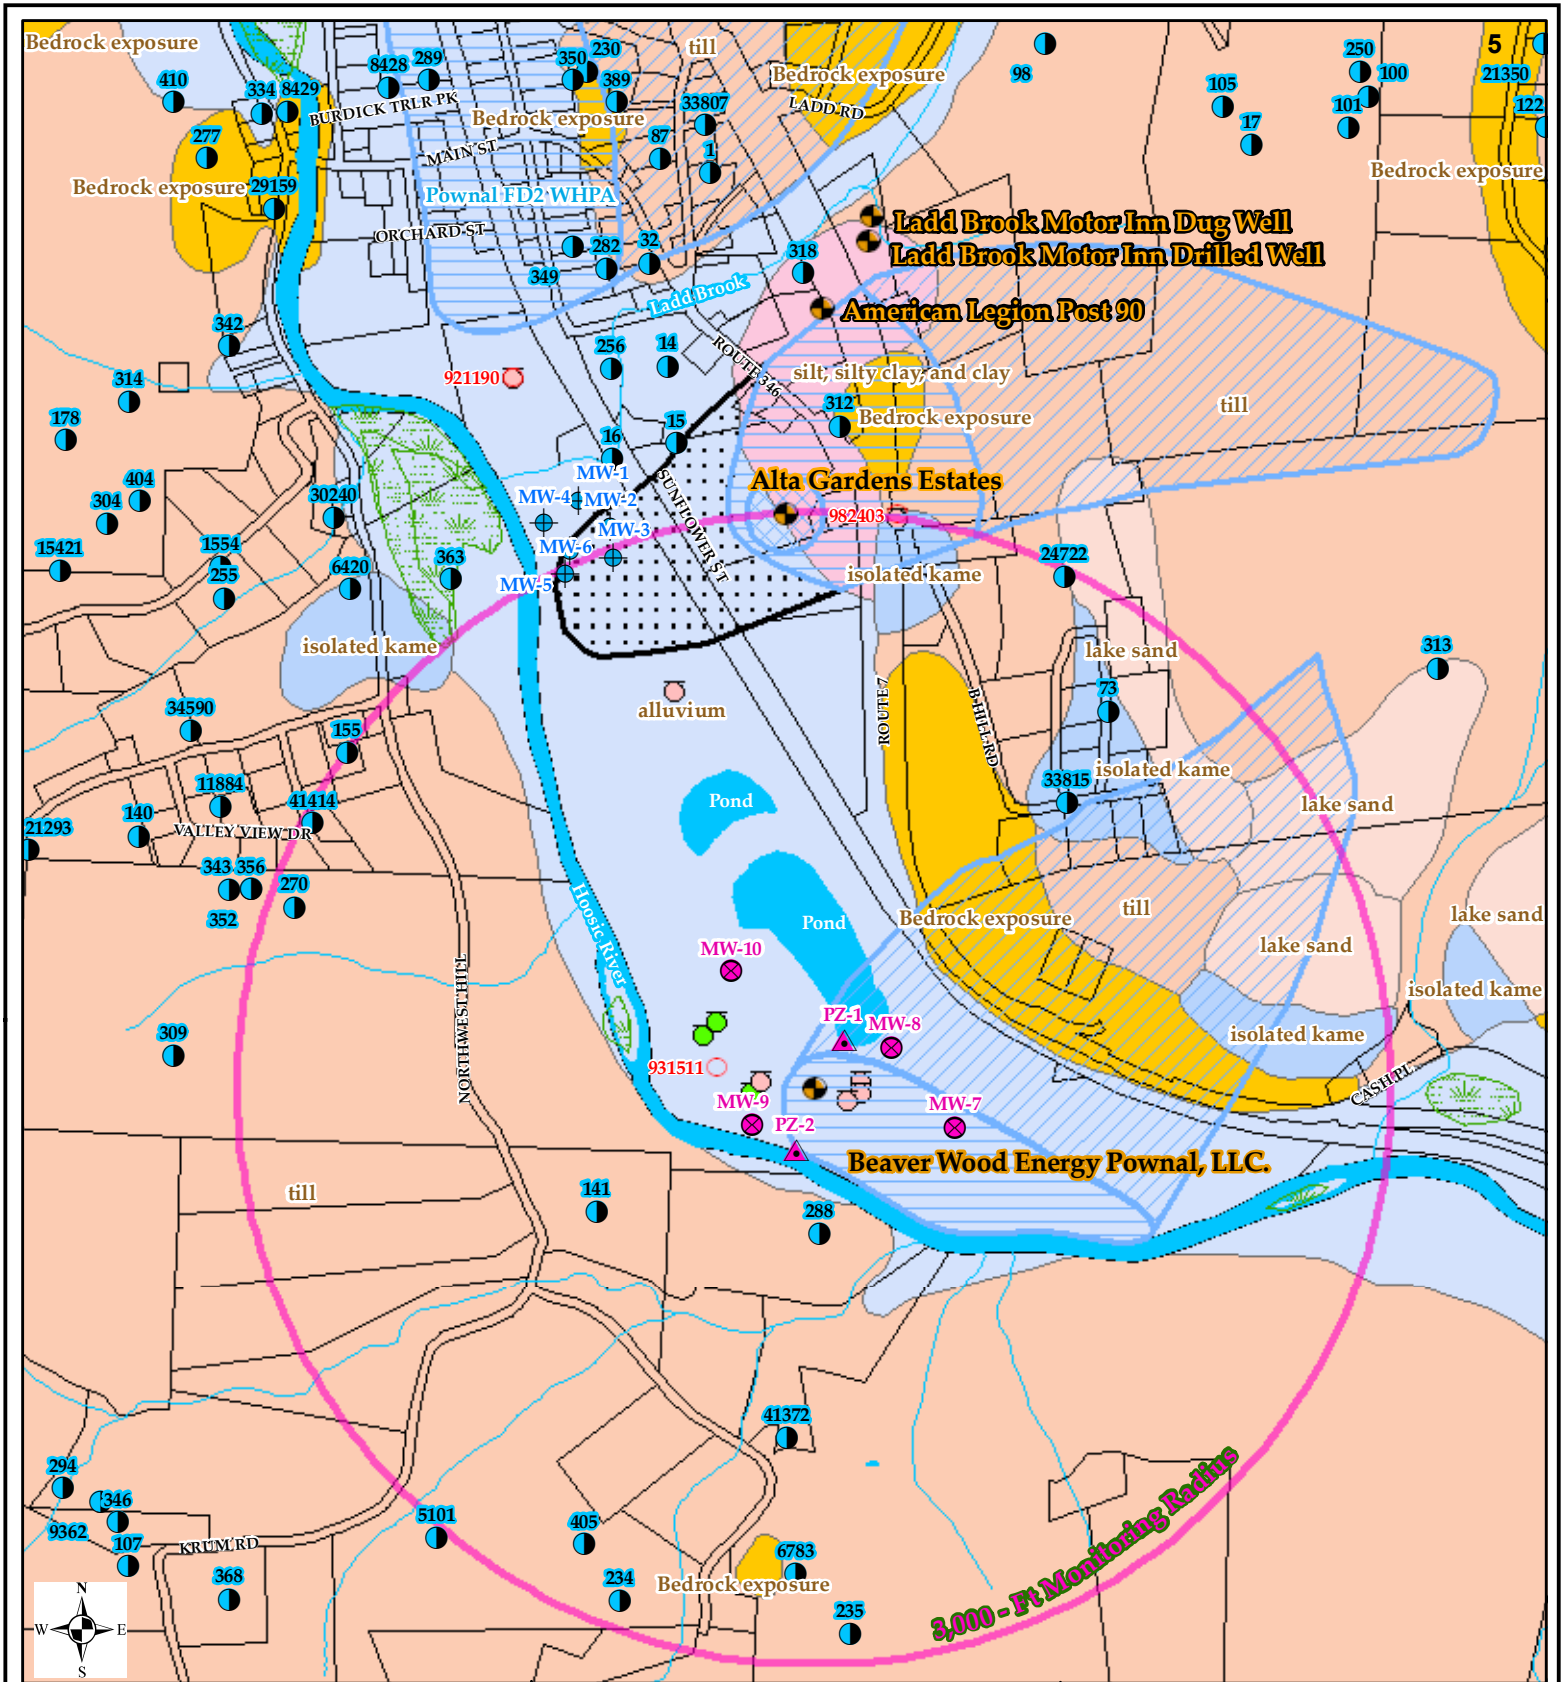 Bedrock exposure
410
334
8429
8428
289
350
230
389
till
Bedrock exposure
98
105
17
250
100
101
5
21350
122
BURDICK TRLR PK
Bedrock exposure
33807
LADD RD
277
MAIN ST
87
1
Bedrock exposure
Bedrock exposure
29159
Pownal FD2 WHPA
ORCHARD ST
349
282
32
318
Ladd Brook Motor Inn Dug Well
Ladd Brook Motor Inn Drilled Well
Ladd Brook
American Legion Post 90
342
256
14
ROUTE 346
314
921190
silt, silty clay, and clay
till
178
312
Bedrock exposure
16
15
MW-1
404
304
30240
MW-4
MW-2
SUNFLOWER ST
Alta Gardens Estates
982403
MW-3
15421
1554
255
6420
363
MW-6
MW-5
24722
isolated kame
isolated kame
lake sand
313
34590
155
alluvium
ROUTE 7
B-HILL RD
73
isolated kame
11884
41414
140
21293
VALLEY VIEW DR
Pond
33815
lake sand
343
356
352
270
Hoosic River
Pond
Bedrock exposure
till
lake sand
lake sand
MW-10
NORTHWEST HILL
isolated kame
309
PZ-1
MW-8
isolated kame
931511
MW-9
PZ-2
MW-7
CASH PL
Beaver Wood Energy Pownal, LLC.
till
141
288
41372
294
346
9362
107
KRUM RD
368
5101
405
234
6783
Bedrock exposure
235
3,000 - Ft Monitoring Radius
N
W
E
S